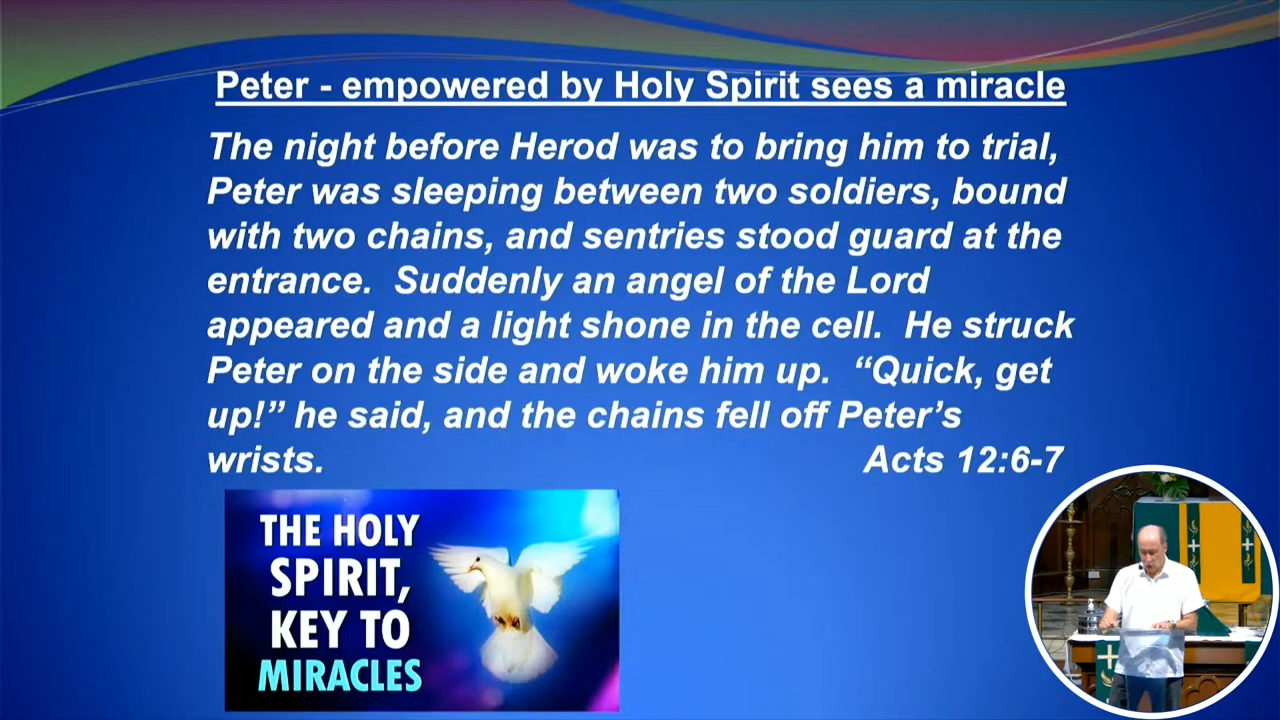 Peter - empowered by Holy Spirit sees a miracle
The night before Herod was to bring him to trial,
Peter was sleeping between two soldiers, bound
with two chains, and sentries stood guard at the
entrance.  Suddenly an angel of the Lord
appeared and a light shone in the cell.  He struck
Peter on the side and woke him up.  “Quick, get
up!” he said, and the chains fell off Peter’s
wrists. Acts 12:6-7
THE HOLY
SPIRIT,
KEY TO
MIRACLES